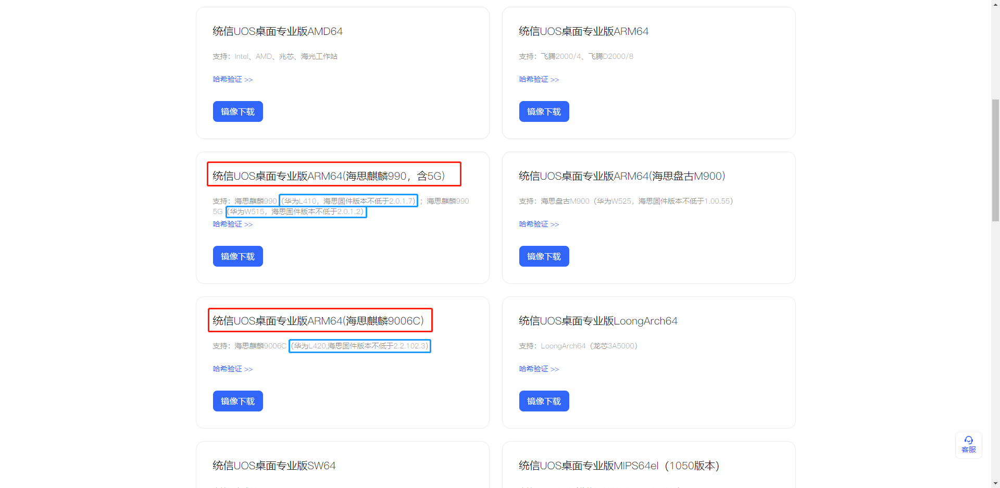 统信UOS桌面专业版AMD64
支持：Intel、AMD、兆芯、海光工作站
哈希验证 >>
镜像下载
统信UOS桌面专业版ARM64
支持：飞腾2000/4、飞腾D2000/8
哈希验证 >>
镜像下载
统信UOS桌面专业版ARM64(海思麒麟990，含5G)
支持：海思麒麟990 (华为L410，海思固件版本不低于2.0.1.7) ；海思麒麟990
5G (华为W515，海思固件版本不低于2.0.1.2)
哈希验证 >>
镜像下载
统信UOS桌面专业版ARM64(海思盘古M900)
支持：海思盘古M900（华为W525，海思固件版本不低于1.00.55）
哈希验证 >>
镜像下载
统信UOS桌面专业版ARM64(海思麒麟9006C)
支持：海思麒麟9006C (华为L420,海思固件版本不低于2.2.102.3)
哈希验证 >>
镜像下载
统信UOS桌面专业版LoongArch64
支持：LoongArch64（龙芯3A5000）
哈希验证 >>
镜像下载
统信UOS桌面专业版SW64
统信UOS桌面专业版MIPS64el（1050版本）
客服